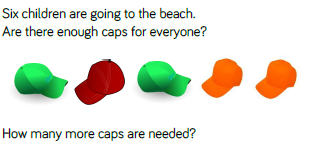 Six children are going to the beach.
Are there enough caps for everyone?
How many more caps are needed?